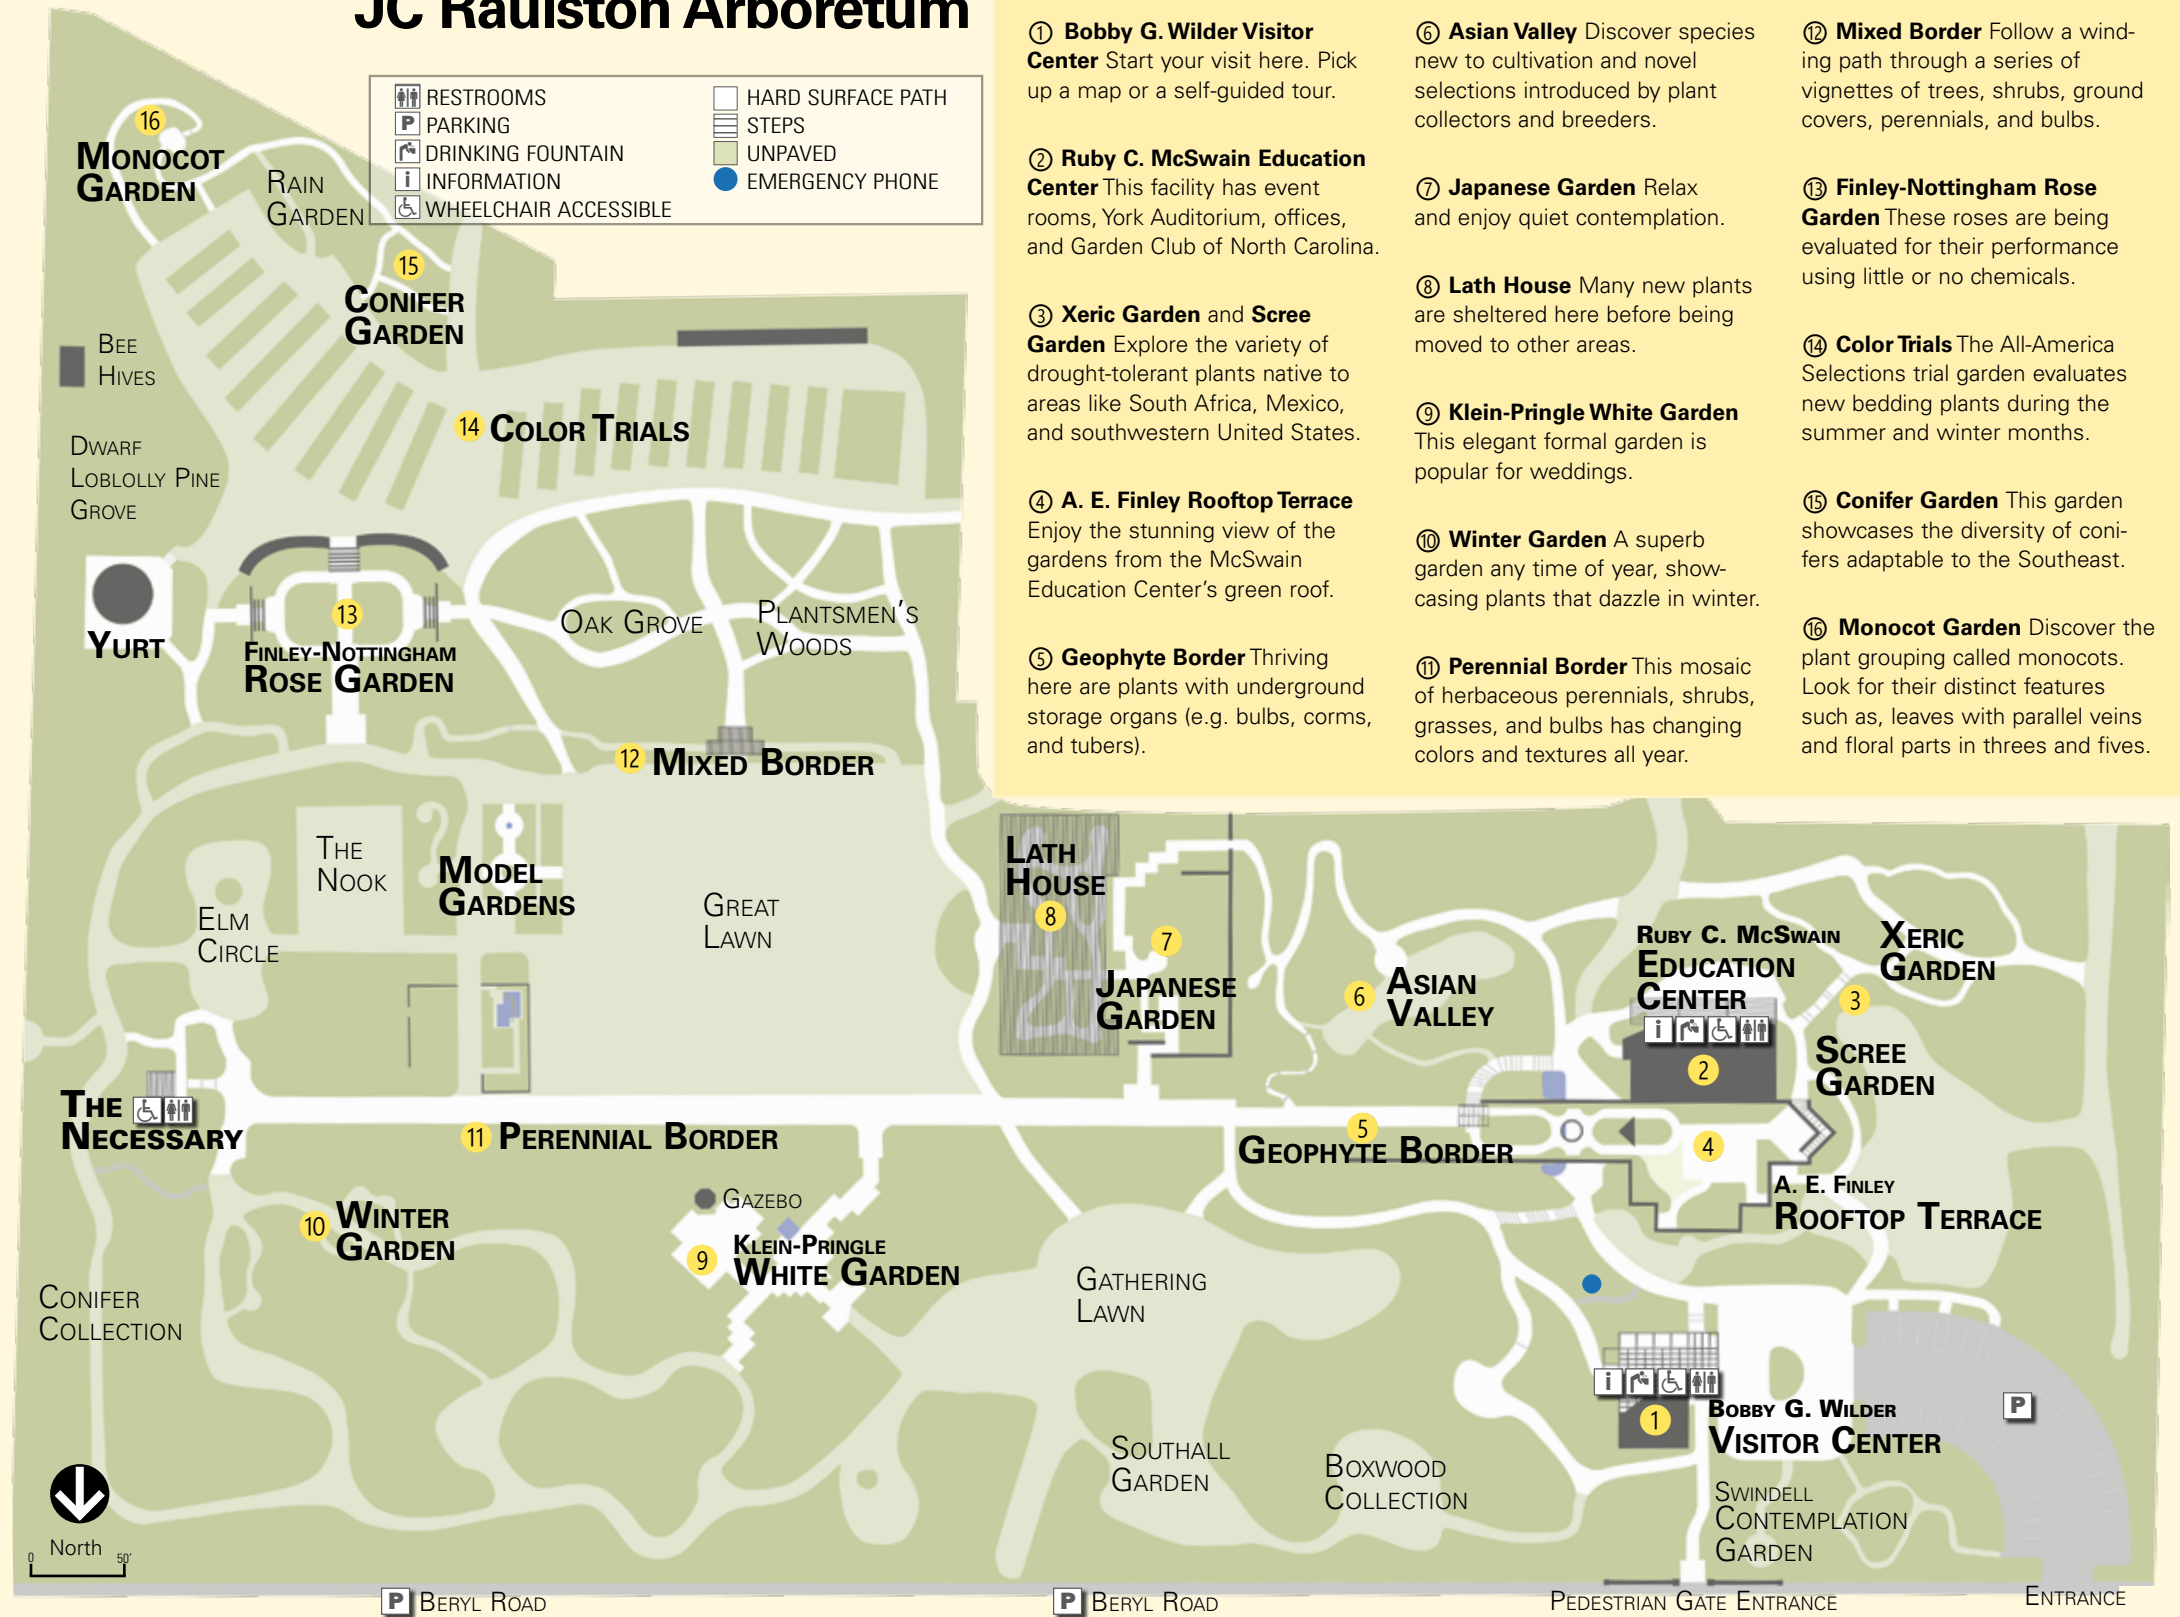 JC Raulston Arboretum
RESTROOMS
P PARKING
DRINKING FOUNTAIN
i INFORMATION
WHEELCHAIR ACCESSIBLE
HARD SURFACE PATH
STEPS
UNPAVED
EMERGENCY PHONE
① Bobby G. Wilder Visitor
Center Start your visit here. Pick
up a map or a self-guided tour.
② Ruby C. McSwain Education
Center This facility has event
rooms, York Auditorium, offices,
and Garden Club of North Carolina.
③ Xeric Garden and Scree
Garden Explore the variety of
drought-tolerant plants native to
areas like South Africa, Mexico,
and southwestern United States.
④ A. E. Finley Rooftop Terrace
Enjoy the stunning view of the
gardens from the McSwain
Education Center's green roof.
⑤ Geophyte Border Thriving
here are plants with underground
storage organs (e.g. bulbs, corms,
and tubers).
⑥ Asian Valley Discover species
new to cultivation and novel
selections introduced by plant
collectors and breeders.
⑦ Japanese Garden Relax
and enjoy quiet contemplation.
⑧ Lath House Many new plants
are sheltered here before being
moved to other areas.
⑨ Klein-Pringle White Garden
This elegant formal garden is
popular for weddings.
⑩ Winter Garden A superb
garden any time of year, show-
casing plants that dazzle in winter.
⑪ Perennial Border This mosaic
of herbaceous perennials, shrubs,
grasses, and bulbs has changing
colors and textures all year.
⑫ Mixed Border Follow a wind-
ing path through a series of
vignettes of trees, shrubs, ground
covers, perennials, and bulbs.
⑬ Finley-Nottingham Rose
Garden These roses are being
evaluated for their performance
using little or no chemicals.
⑭ Color Trials The All-America
Selections trial garden evaluates
new bedding plants during the
summer and winter months.
⑮ Conifer Garden This garden
showcases the diversity of coni-
fers adaptable to the Southeast.
⑯ Monocot Garden Discover the
plant grouping called monocots.
Look for their distinct features
such as, leaves with parallel veins
and floral parts in threes and fives.
16
MONOCOT
GARDEN
RAIN
GARDEN
15
CONIFER
GARDEN
BEE
HIVES
14 COLOR TRIALS
DWARF
LOBLOLLY PINE
GROVE
YURT
13
FINLEY-NOTTINGHAM
ROSE GARDEN
OAK GROVE
PLANTSMEN'S
WOODS
12 MIXED BORDER
THE
NOOK
MODEL
GARDENS
ELM
CIRCLE
GREAT
LAWN
LATH
HOUSE
8
7
JAPANESE
GARDEN
6 ASIAN
VALLEY
RUBY C. MCSWAIN
EDUCATION
CENTER
i
2
XERIC
GARDEN
3
SCREE
GARDEN
THE
NECESSARY
11 PERENNIAL BORDER
5
GEOPHYTE BORDER
4
A. E. FINLEY
ROOFTOP TERRACE
10 WINTER
GARDEN
GAZEBO
9
KLEIN-PRINGLE
WHITE GARDEN
CONIFER
COLLECTION
GATHERING
LAWN
i
1
BOBBY G. WILDER
VISITOR CENTER
P
SOUTHALL
GARDEN
BOXWOOD
COLLECTION
SWINDELL
CONTEMPLATION
GARDEN
North
0 50'
P BERYL ROAD
P BERYL ROAD
PEDESTRIAN GATE ENTRANCE
ENTRANCE